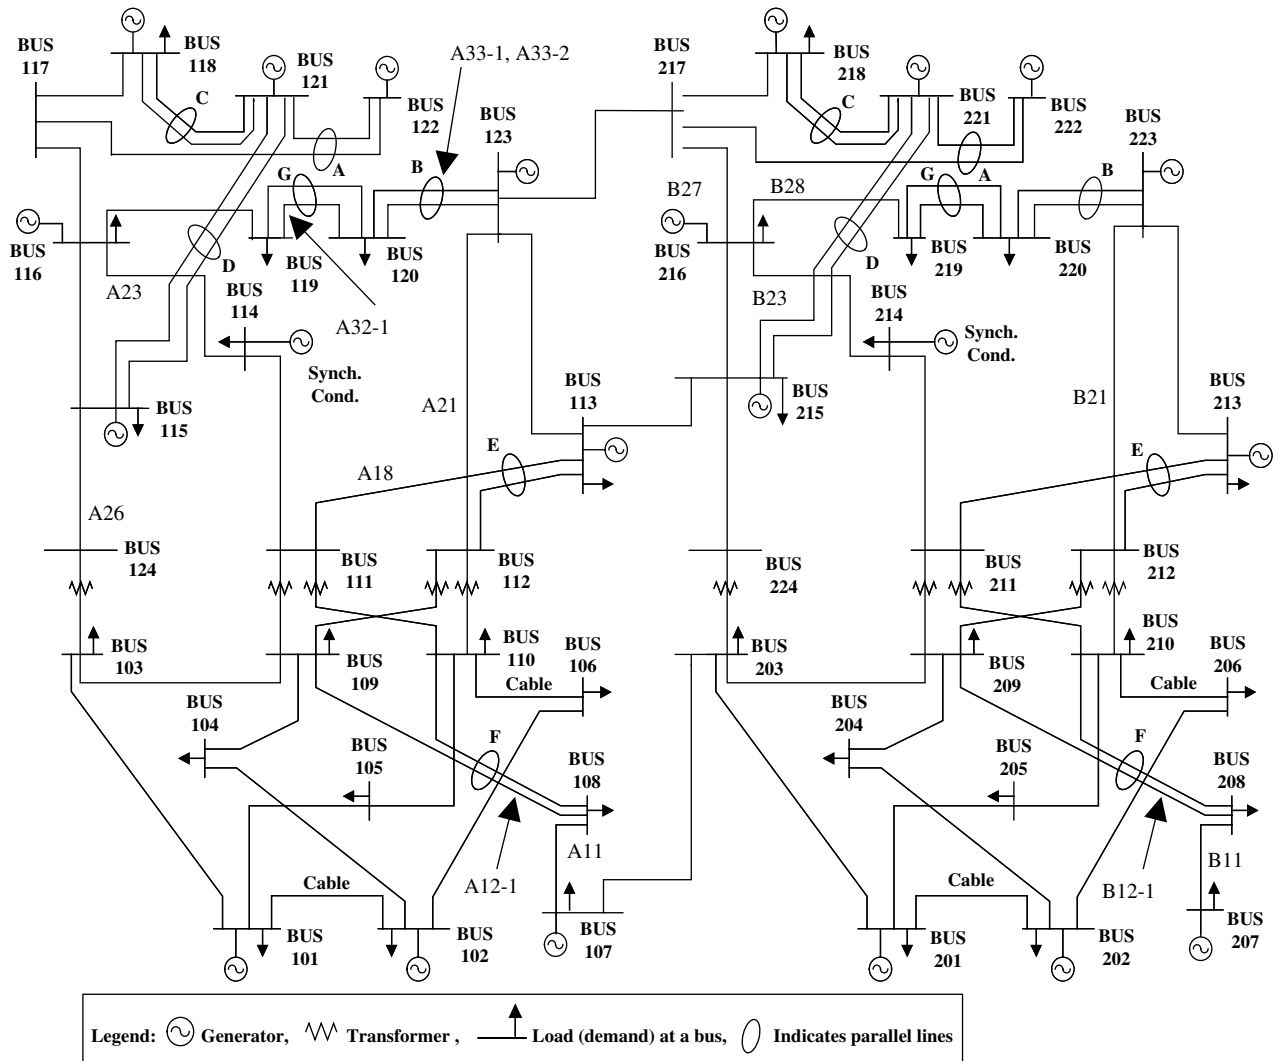 BUS
117
BUS
118
BUS
121
BUS
122
A33-1, A33-2
BUS
123
BUS
217
BUS
218
BUS
221
BUS
222
BUS
223
C
A
G
B
C
A
G
B
B27
B28
BUS
116
D
BUS
119
BUS
120
BUS
216
D
BUS
219
BUS
220
A23
BUS
114
A32-1
B23
BUS
214
Synch.
Cond.
Synch.
Cond.
BUS
115
A21
BUS
113
BUS
215
B21
BUS
213
E
A18
E
A26
BUS
124
BUS
111
BUS
112
BUS
224
BUS
211
BUS
212
BUS
103
BUS
109
BUS
110
BUS
106
Cable
BUS
203
BUS
209
BUS
210
BUS
206
Cable
BUS
104
BUS
105
F
BUS
108
BUS
204
BUS
205
F
BUS
208
A11
A12-1
B11
B12-1
Cable
Cable
BUS
101
BUS
102
BUS
107
BUS
201
BUS
202
BUS
207
Legend: Generator, Transformer , Load (demand) at a bus, Indicates parallel lines